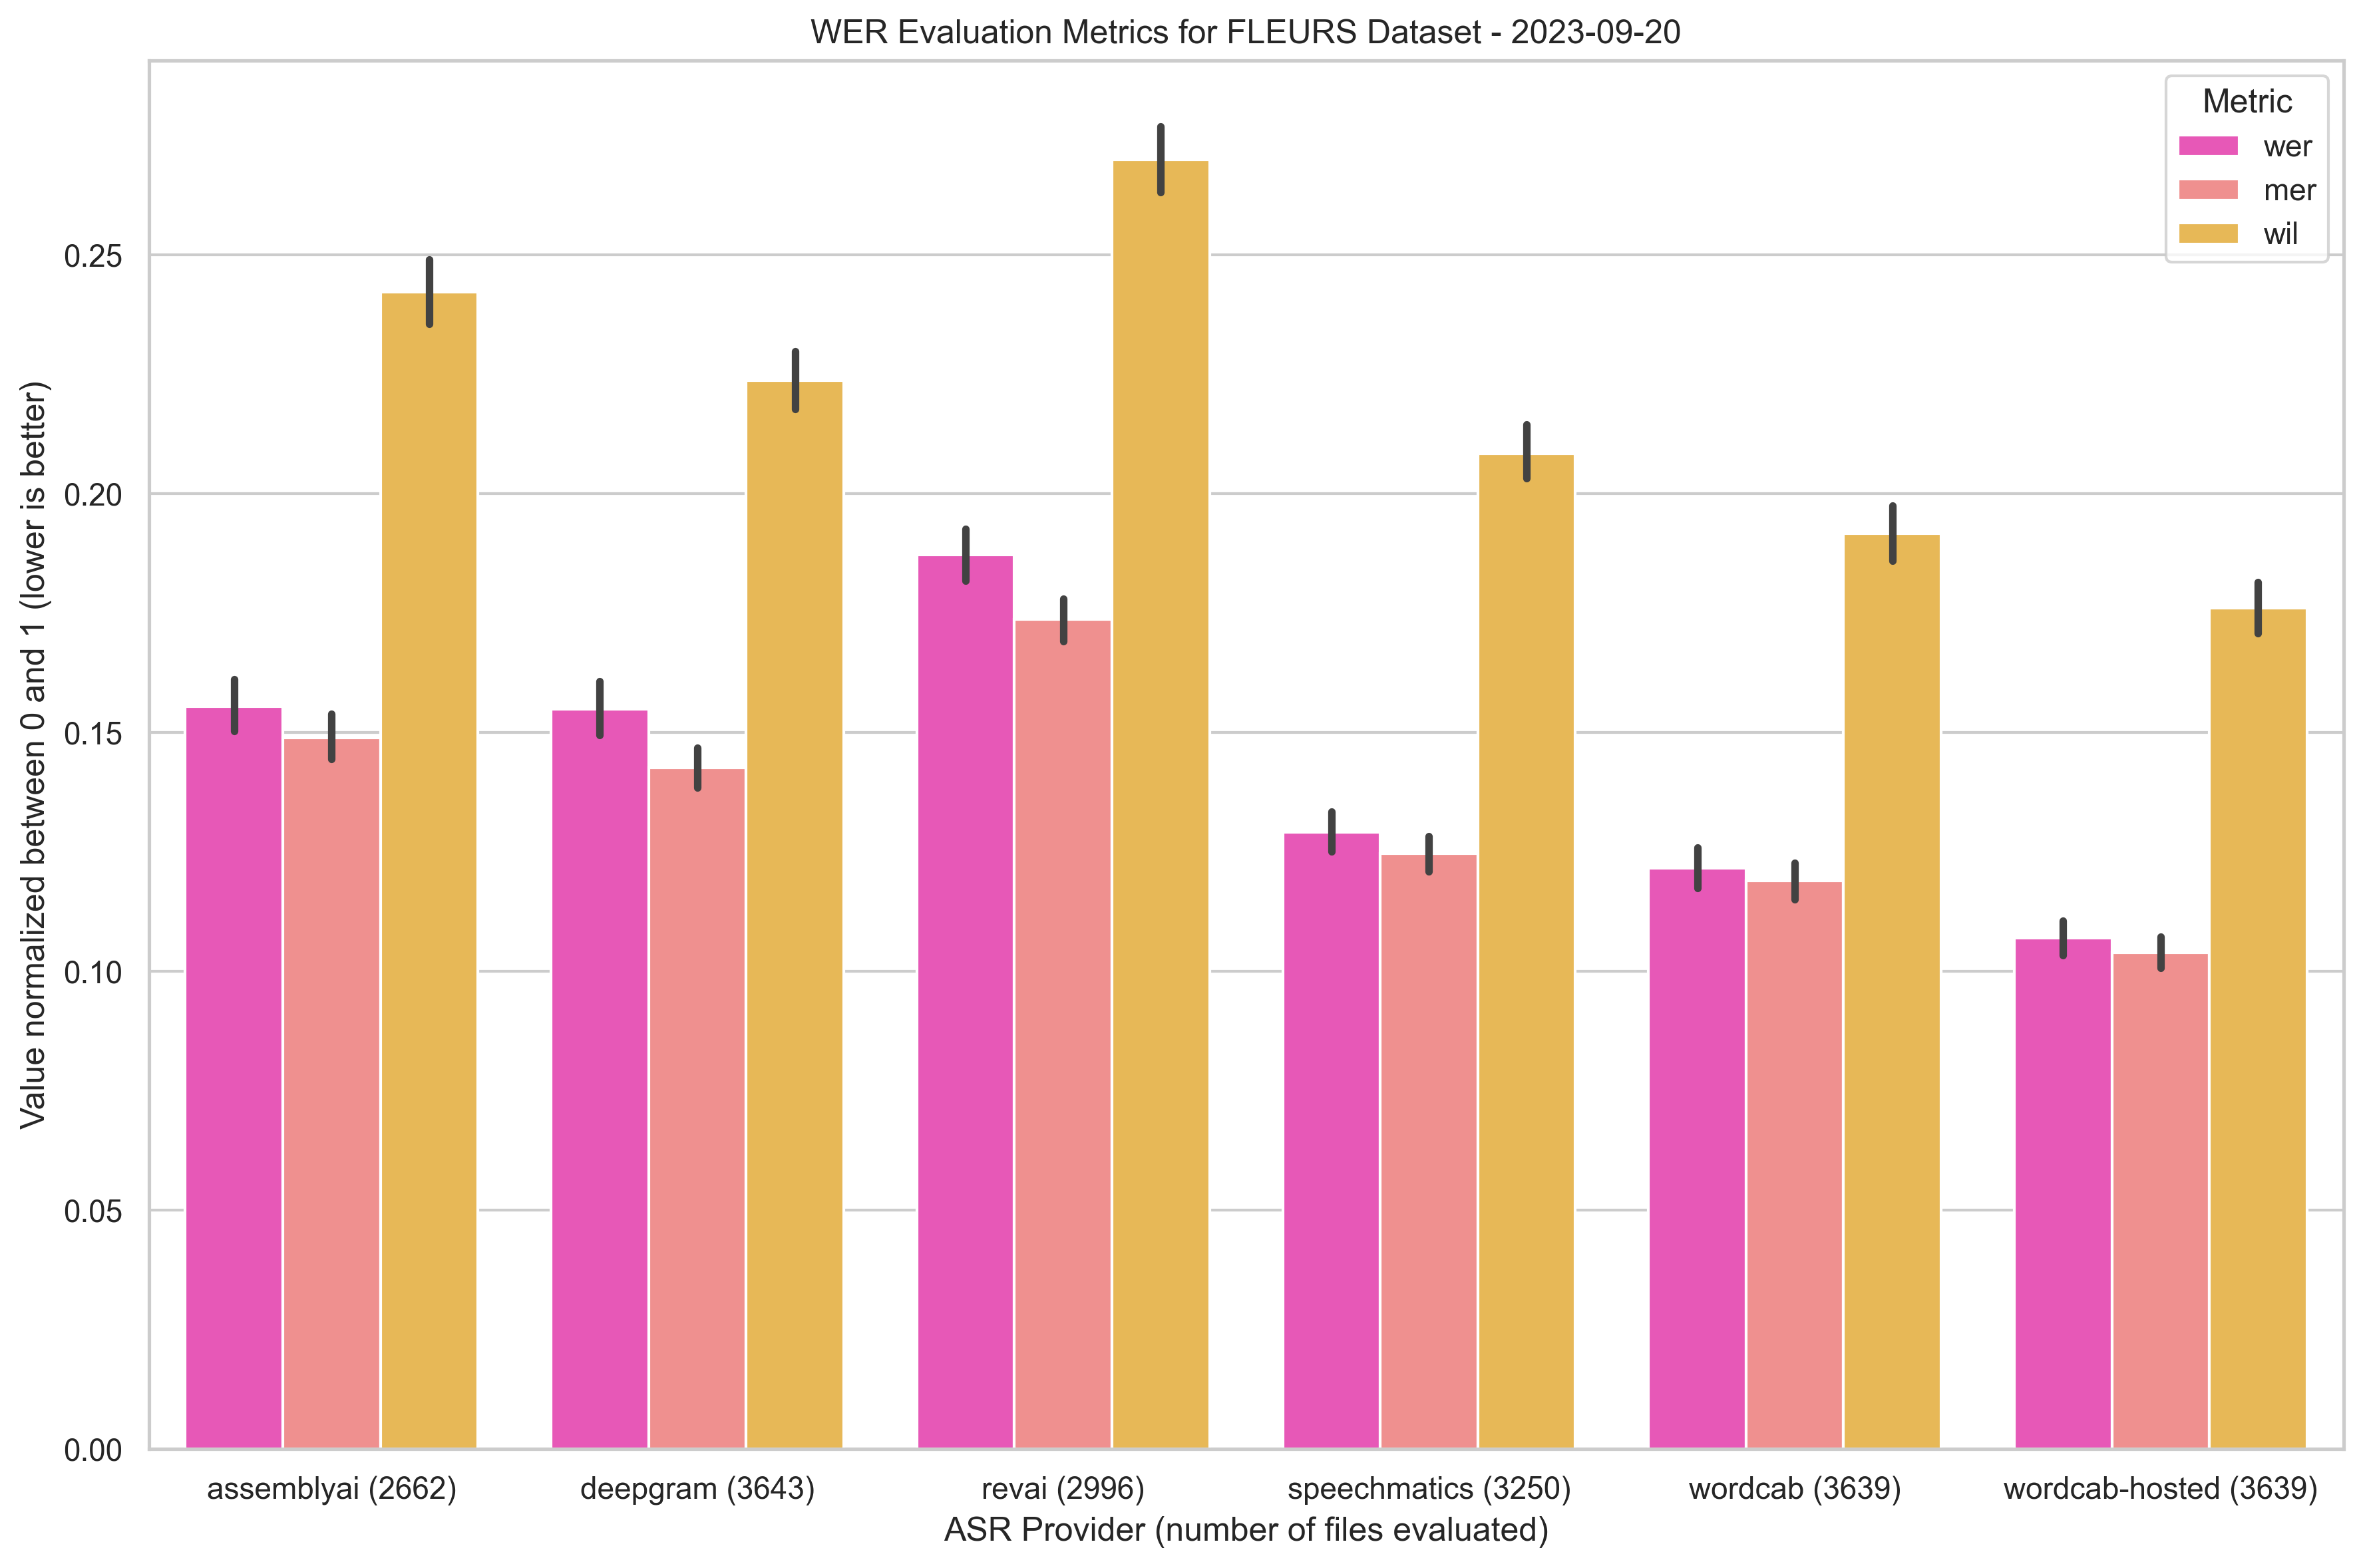 WER Evaluation Metrics for FLEURS Dataset - 2023-09-20
Metric
wer
mer
wil
Value normalized between 0 and 1 (lower is better)
0.25
0.20
0.15
0.10
0.05
0.00
assemblyai (2662)
deepgram (3643)
revai (2996)
speechmatics (3250)
wordcab (3639)
wordcab-hosted (3639)
ASR Provider (number of files evaluated)